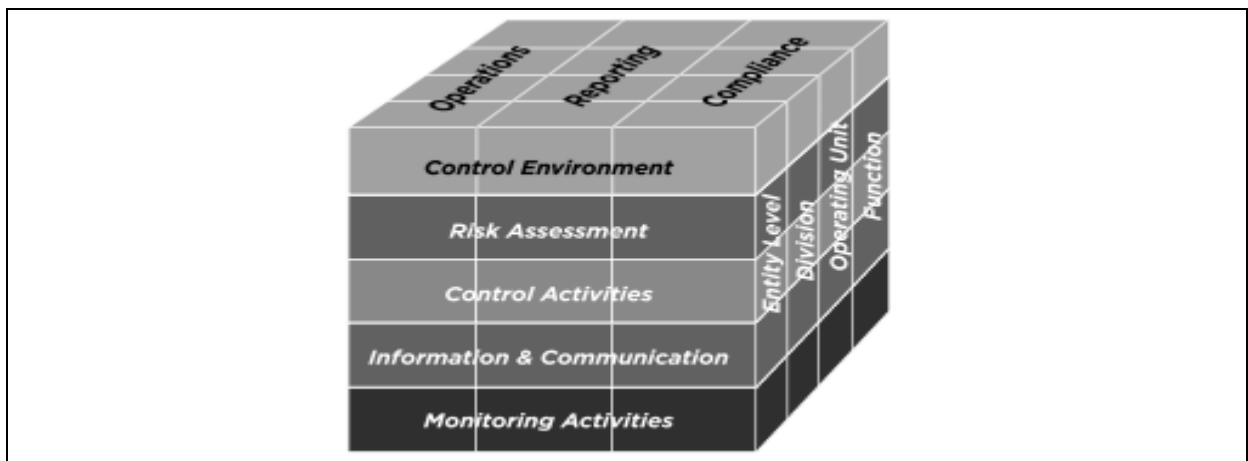 Operations
Reporting
Compliance
Control Environment
Risk Assessment
Control Activities
Information & Communication
Monitoring Activities
Entity Level
Division
Operating Unit
Function